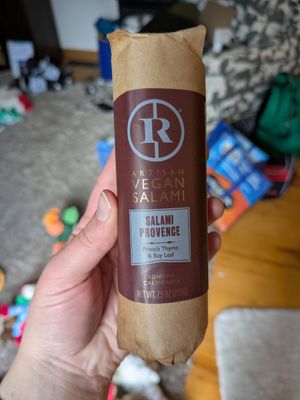 R
ARTISAN
VEGAN
SALAMI
SALAMI
PROVENCE
French Thyme
& Bay Leaf
SONOMA
CALIFORNIA